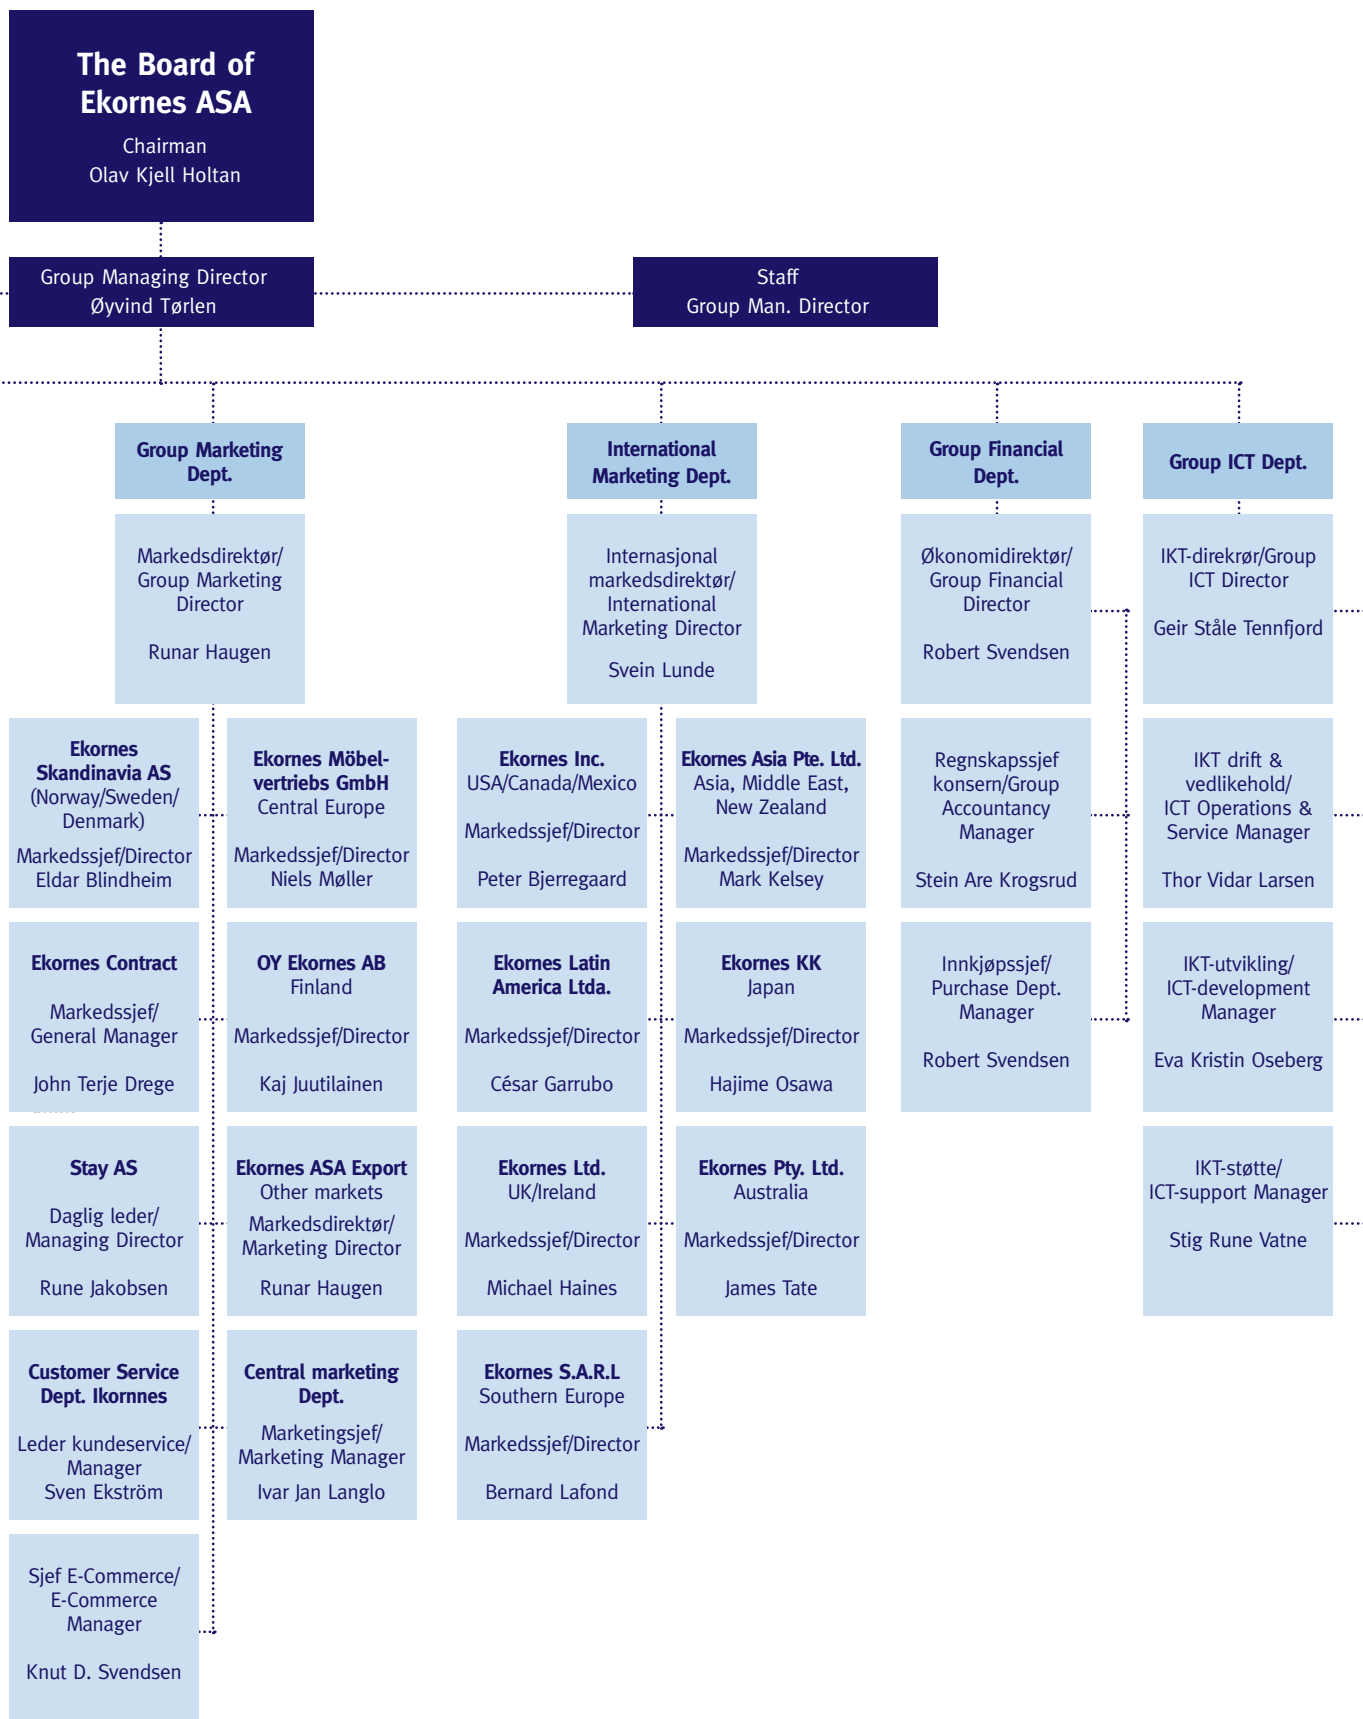 The Board of
Ekornes ASA
Chairman
Olav Kjell Holtan
Group Managing Director
Øyvind Tørlen
Staff
Group Man. Director
Group Marketing
Dept.
Markedsdirektør/
Group Marketing
Director
Runar Haugen
Ekornes
Skandinavia AS
(Norway/Sweden/
Denmark)
Markedssjef/Director
Eldar Blindheim
Ekornes Möbel-
vertriebs GmbH
Central Europe
Markedssjef/Director
Niels Møller
Ekornes Contract
Markedssjef/
General Manager
John Terje Drege
OY Ekornes AB
Finland
Markedssjef/Director
Kaj Juutilainen
Stay AS
Daglig leder/
Managing Director
Rune Jakobsen
Ekornes ASA Export
Other markets
Markedsdirektør/
Marketing Director
Runar Haugen
Customer Service
Dept. Ikornnes
Leder kundeservice/
Manager
Sven Ekström
Central marketing
Dept.
Marketingsjef/
Marketing Manager
Ivar Jan Langlo
Sjef E-Commerce/
E-Commerce
Manager
Knut D. Svendsen
International
Marketing Dept.
Internasjonal
markedsdirektør/
International
Marketing Director
Svein Lunde
Ekornes Inc.
USA/Canada/Mexico
Markedssjef/Director
Peter Bjerregaard
Ekornes Asia Pte. Ltd.
Asia, Middle East,
New Zealand
Markedssjef/Director
Mark Kelsey
Ekornes Latin
America Ltda.
Markedssjef/Director
César Garrubo
Ekornes KK
Japan
Markedssjef/Director
Hajime Osawa
Ekornes Ltd.
UK/Ireland
Markedssjef/Director
Michael Haines
Ekornes Pty. Ltd.
Australia
Markedssjef/Director
James Tate
Ekornes S.A.R.L
Southern Europe
Markedssjef/Director
Bernard Lafond
Group Financial
Dept.
Økonomidirektør/
Group Financial
Director
Robert Svendsen
Regnskapssjef
konsern/Group
Accountancy
Manager
Stein Are Krogsrud
Innkjøpssjef/
Purchase Dept.
Manager
Robert Svendsen
Group ICT Dept.
IKT-direkrør/Group
ICT Director
Geir Ståle Tennfjord
IKT drift &
vedlikehold/
ICT Operations &
Service Manager
Thor Vidar Larsen
IKT-utvikling/
ICT-development
Manager
Eva Kristin Oseberg
IKT-støtte/
ICT-support Manager
Stig Rune Vatne